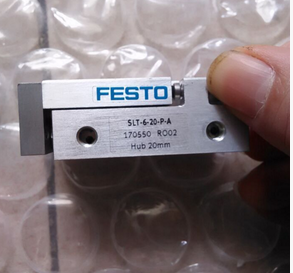 FESTO
SLT-6-20-P-A
170550 R002
Hub 20mm